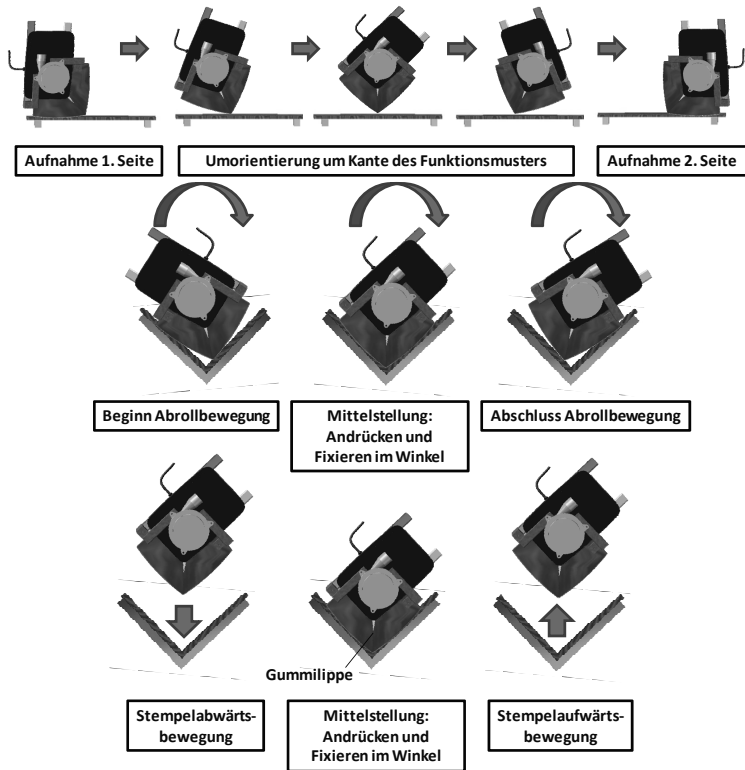 Aufnahme 1. Seite
Umorientierung um Kante des Funktionsmusters
Aufnahme 2. Seite
Beginn Abrollbewegung
Mittelstellung:
Andrücken und
Fixieren im Winkel
Abschluss Abrollbewegung
Gummilippe
Stempelabwärts-
bewegung
Mittelstellung:
Andrücken und
Fixieren im Winkel
Stempelaufwärts-
bewegung